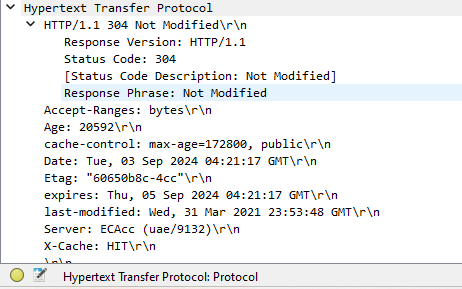 Hypertext Transfer Protocol
HTTP/1.1 304 Not Modified\r\n
Response Version: HTTP/1.1
Status Code: 304
[Status Code Description: Not Modified]
Response Phrase: Not Modified
Accept-Ranges: bytes\r\n
Age: 20592\r\n
cache-control: max-age=172800, public\r\n
Date: Tue, 03 Sep 2024 04:21:17 GMT\r\n
Etag: "60650b8c-4cc"\r\n
expires: Thu, 05 Sep 2024 04:21:17 GMT\r\n
last-modified: Wed, 31 Mar 2021 23:53:48 GMT\r\n
Server: ECAcc (uae/9132)\r\n
X-Cache: HIT\r\n
\r\n
Hypertext Transfer Protocol: Protocol